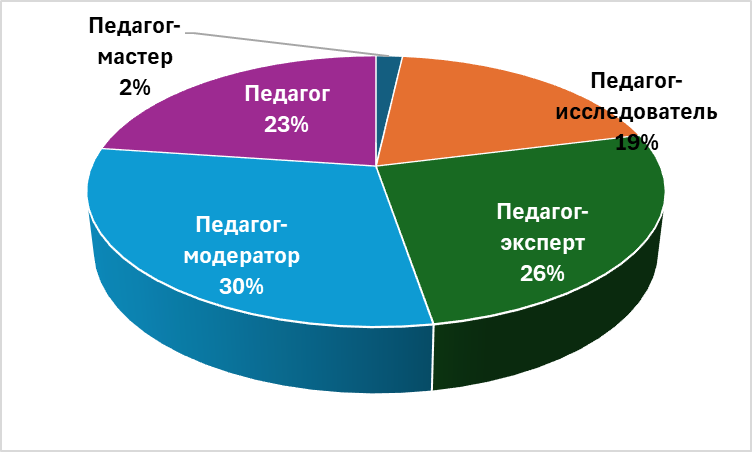 Педагог-
мастер
2%
Педагог-
исследователь
19%
Педагог
23%
Педагог-
эксперт
26%
Педагог-
модератор
30%